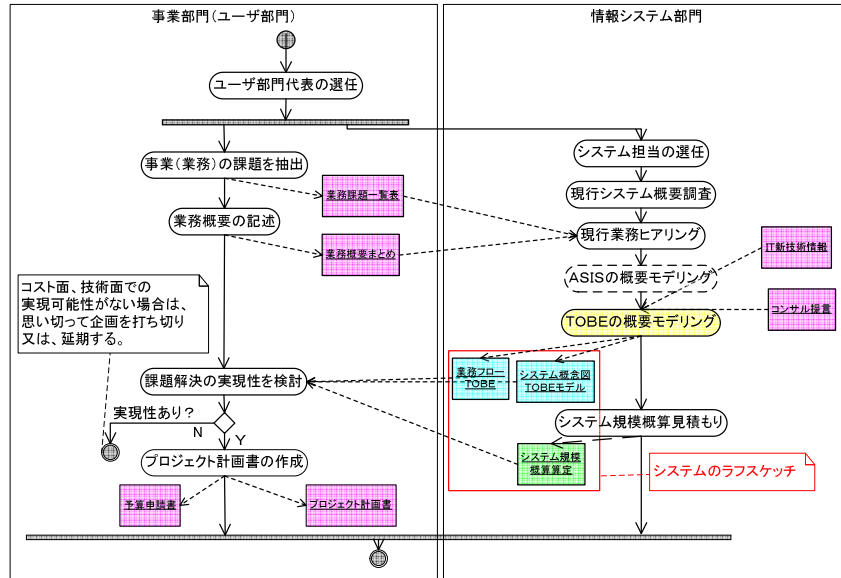 事業部門(ユーザ部門)
情報システム部門
ユーザ部門代表の選任
事業(業務)の課題を抽出
システム担当の選任
業務課題一覧表
現行システム概要調査
業務概要の記述
業務概要まとめ
現行業務ヒアリング
IT新技術情報
ASISの概要モデリング
コスト面、技術面での
実現可能性がない場合は、
思い切って企画を打ち切り
又は、延期する。
コンサル提言
TOBEの概要モデリング
業務フロー
TOBE
システム概念図
TOBEモデル
課題解決の実現性を検討
実現性あり?
N
Y
システム規模概算見積もり
プロジェクト計画書の作成
システム規模
概算算定
システムのラフスケッチ
予算申請書
プロジェクト計画書